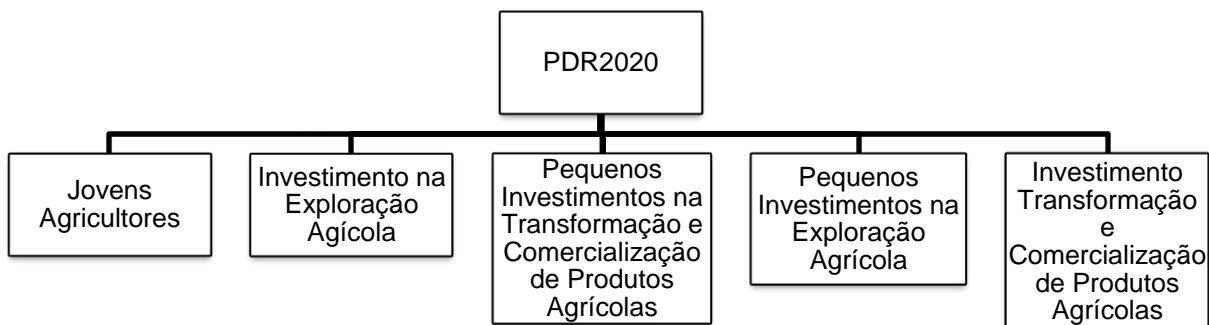 PDR2020
Jovens
Agricultores
Investimento na
Exploração
Agícola
Pequenos
Investimentos na
Transformação e
Comercialização
de Produtos
Agrícolas
Pequenos
Investimentos na
Exploração
Agrícola
Investimento
Transformação
e
Comercialização
de Produtos
Agrícolas